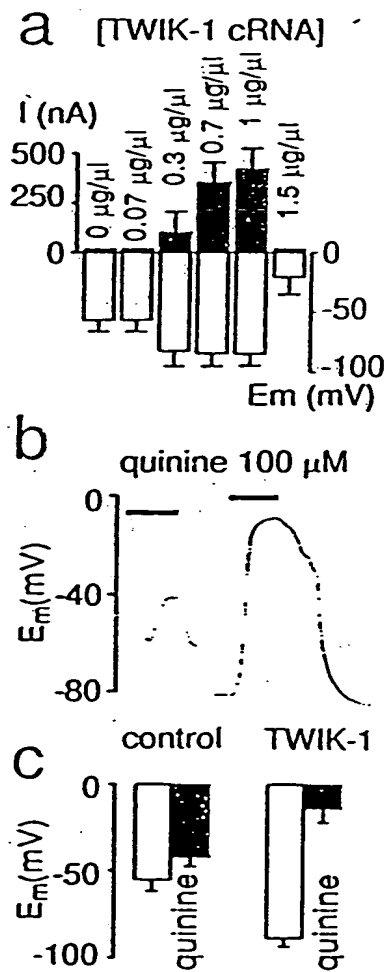 a [TWIK-1 cRNA]
I (nA)
500
250
0
0 µg/µl
0.07 µg/µl
0.3 µg/µl
0.7 µg/µl
1 µg/µl
1.5 µg/µl
0
-50
-100
Em (mV)
b
quinine 100 µM
0
-40
-80
Em(mV)
control TWIK-1
c
0
-50
-100
Em(mV)
quinine
quinine